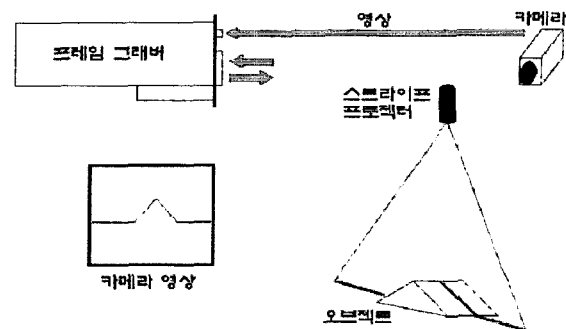 영상
카메라
프레임 그래버
스트라이프
프로젝터
카메라 영상
오브젝트